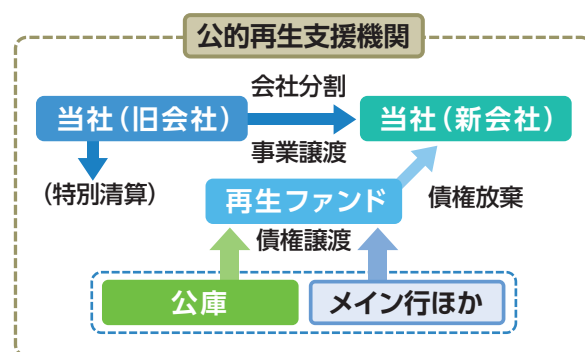 公的再生支援機関
会社分割
当社（旧会社）
当社（新会社）
事業譲渡
（特別清算）
再生ファンド
債権放棄
債権譲渡
公庫
メイン行ほか